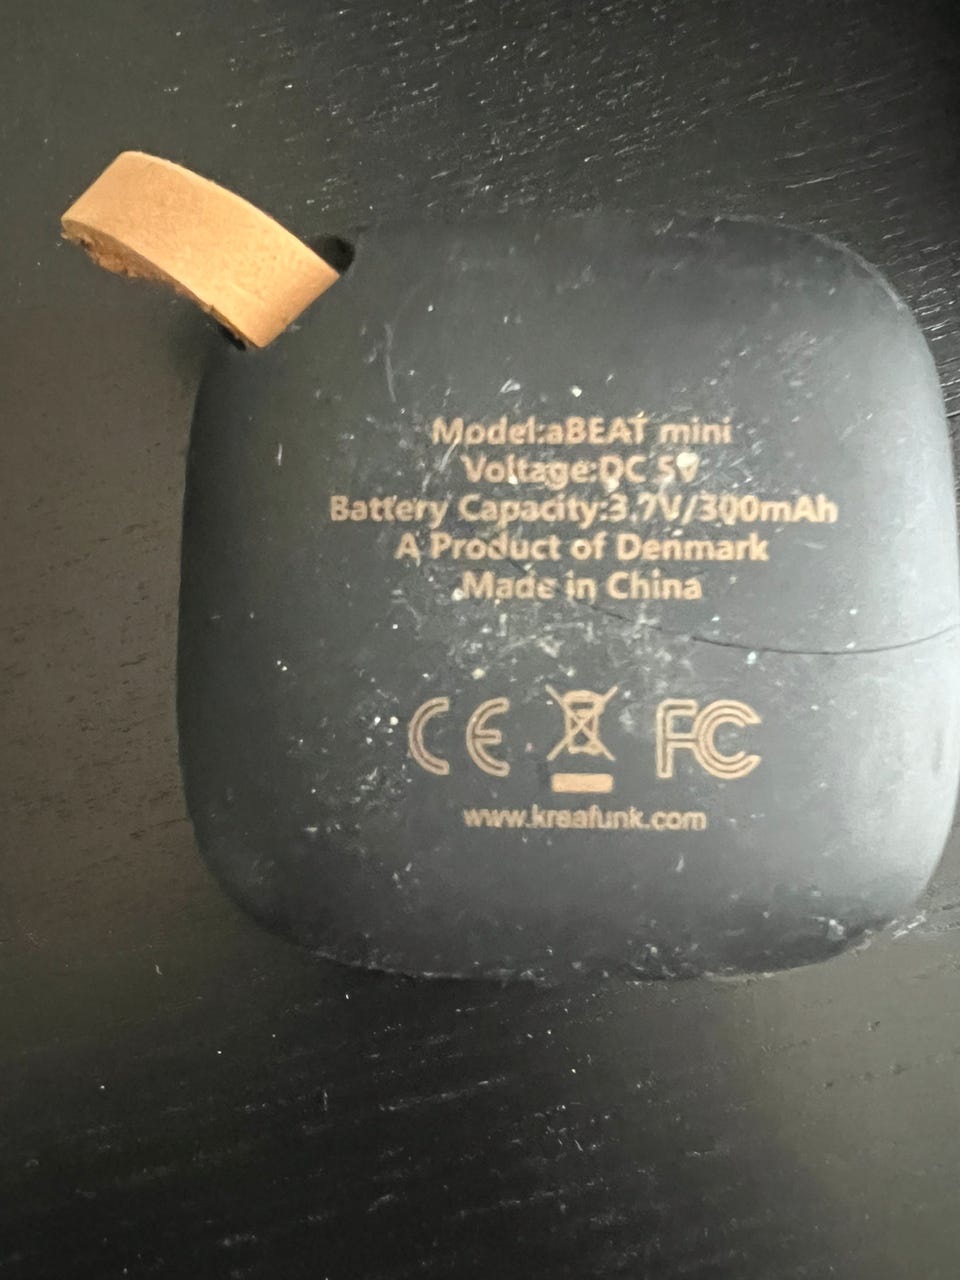 Model:aBEAT mini
Voltage:DC 5V
Battery Capacity:3.7V/300mAh
A Product of Denmark
Made in China
CE FC
www.kreafunk.com